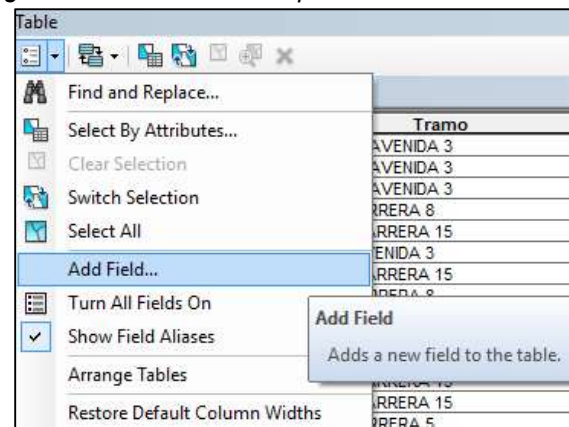 Table
Find and Replace...
Select By Attributes...
Clear Selection
Switch Selection
Select All
Add Field...
Turn All Fields On
Show Field Aliases
Arrange Tables
Restore Default Column Widths
Tramo
AVENIDA 3
AVENIDA 3
AVENIDA 3
RRERA 8
RRERA 15
ENIDA 3
RRERA 15
Add Field
Adds a new field to the table.
RRERA 15
RRERA 5